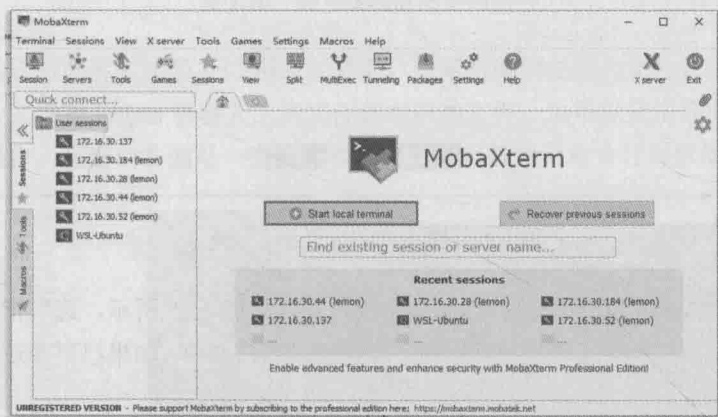 MobaXterm
Terminal Sessions View X server Tools Games Settings Macros Help
Session Servers Tools Games Sessions View Split MultiExec Tunneling Packages Settings Help X server Exit
Quick connect...
User sessions
172.16.30.137
172.16.30.184 (lemon)
172.16.30.28 (lemon)
172.16.30.44 (lemon)
172.16.30.52 (lemon)
WSL-Ubuntu
Sessions
Tools
Macros
MobaXterm
Start local terminal Recover previous sessions
Find existing session or server name...
Recent sessions
172.16.30.44 (lemon) 172.16.30.28 (lemon) 172.16.30.184 (lemon)
172.16.30.137 WSL-Ubuntu 172.16.30.52 (lemon)
... ... ...
Enable advanced features and enhance security with MobaXterm Professional Edition!
UNREGISTERED VERSION - Please support MobaXterm by subscribing to the professional edition here: https://mobaxterm.mobatek.net